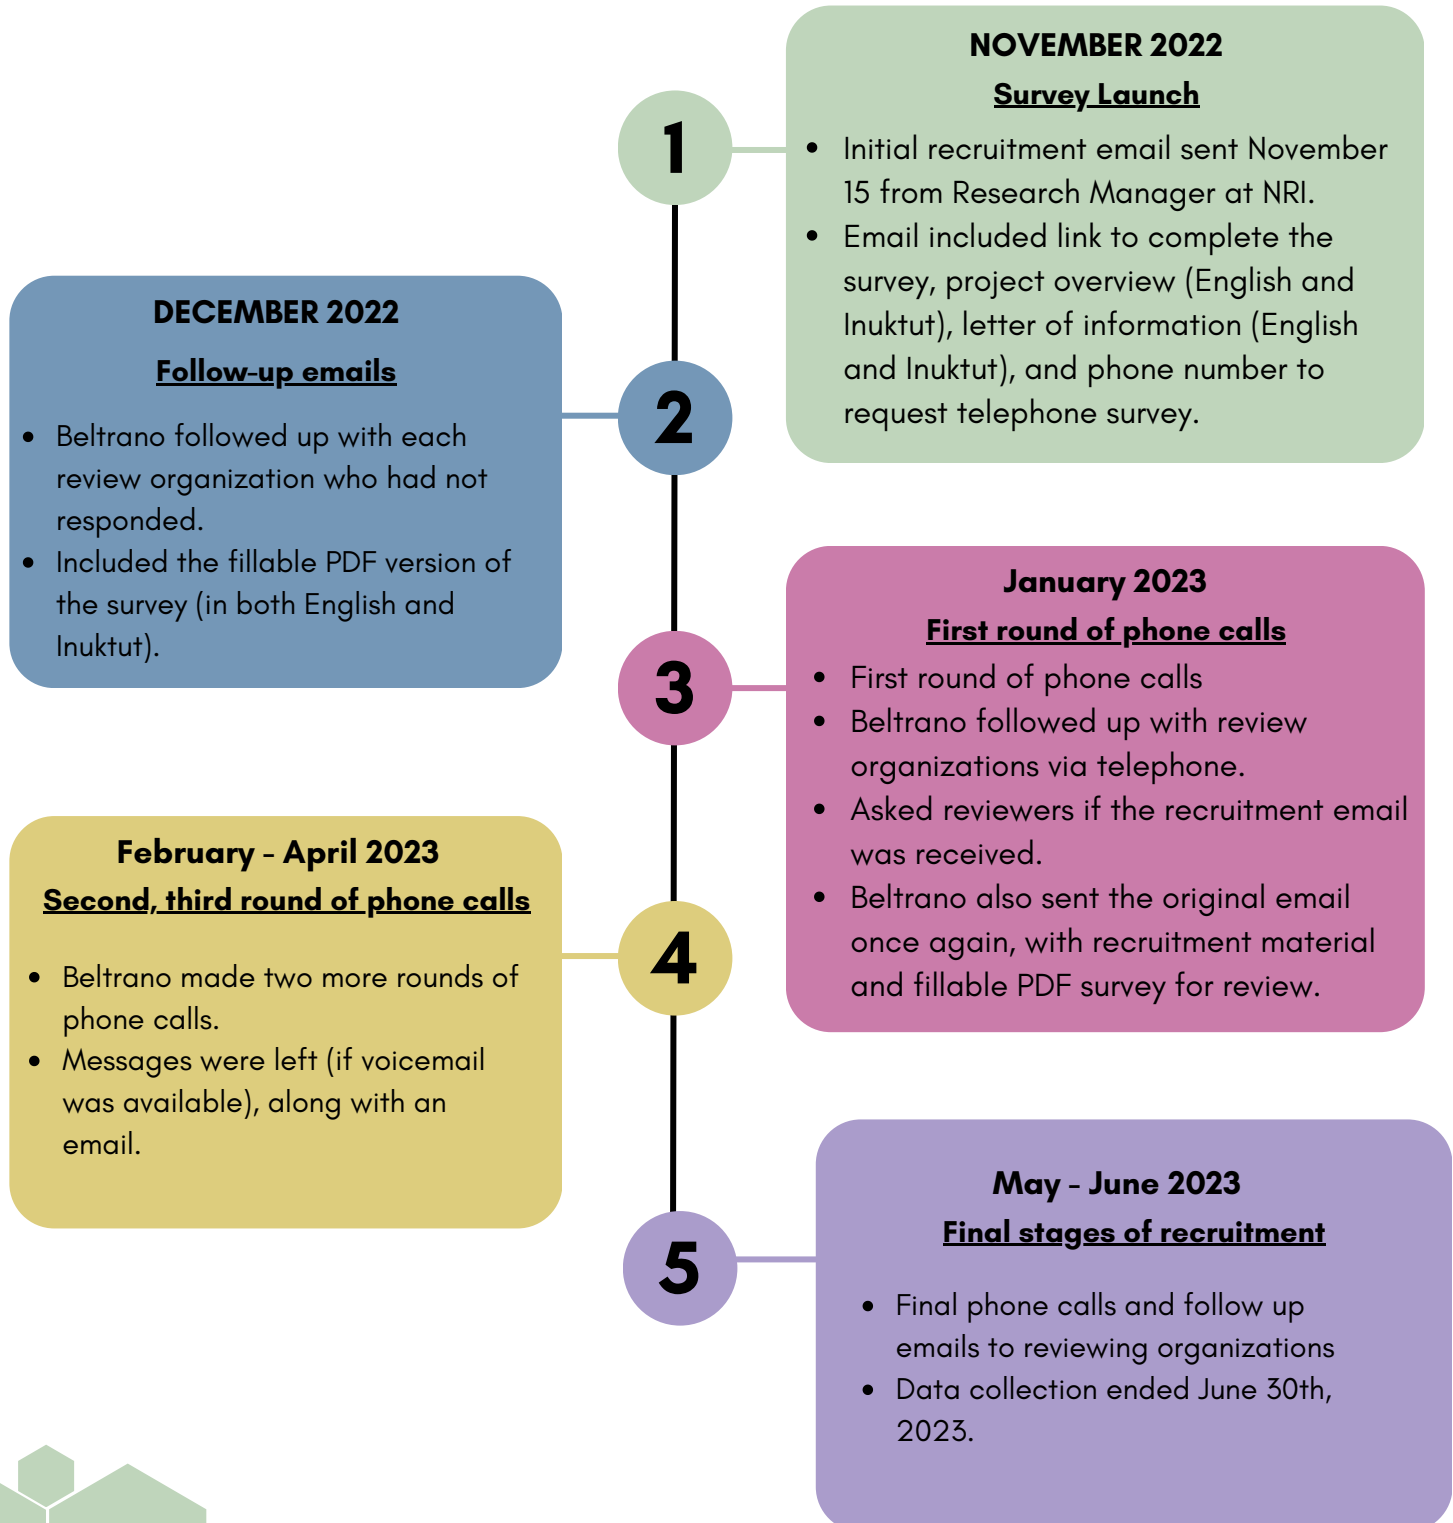 1
NOVEMBER 2022
Survey Launch
• Initial recruitment email sent November
15 from Research Manager at NRI.
• Email included link to complete the
survey, project overview (English and
Inuktut), letter of information (English
and Inuktut), and phone number to
request telephone survey.
2
DECEMBER 2022
Follow-up emails
• Beltrano followed up with each
review organization who had not
responded.
• Included the fillable PDF version of
the survey (in both English and
Inuktut).
3
January 2023
First round of phone calls
• First round of phone calls
• Beltrano followed up with review
organizations via telephone.
• Asked reviewers if the recruitment email
was received.
• Beltrano also sent the original email
once again, with recruitment material
and fillable PDF survey for review.
4
February - April 2023
Second, third round of phone calls
• Beltrano made two more rounds of
phone calls.
• Messages were left (if voicemail
was available), along with an
email.
5
May - June 2023
Final stages of recruitment
• Final phone calls and follow up
emails to reviewing organizations
• Data collection ended June 30th,
2023.